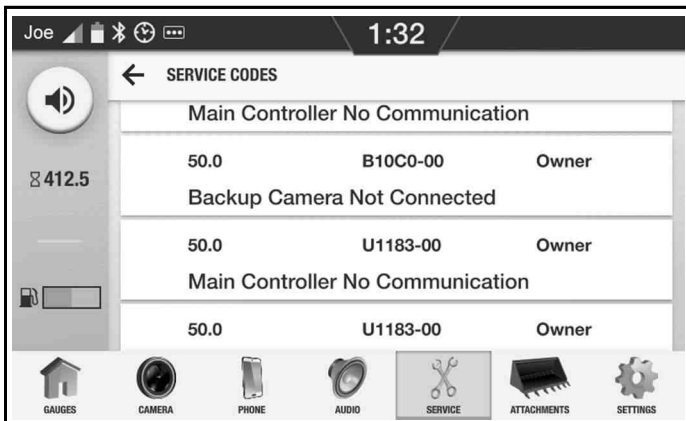 Joe 1:32
SERVICE CODES
Main Controller No Communication
50.0 B10C0-00 Owner
412.5
Backup Camera Not Connected
50.0 U1183-00 Owner
Main Controller No Communication
50.0 U1183-00 Owner
GAUGES CAMERA PHONE AUDIO SERVICE ATTACHMENTS SETTINGS